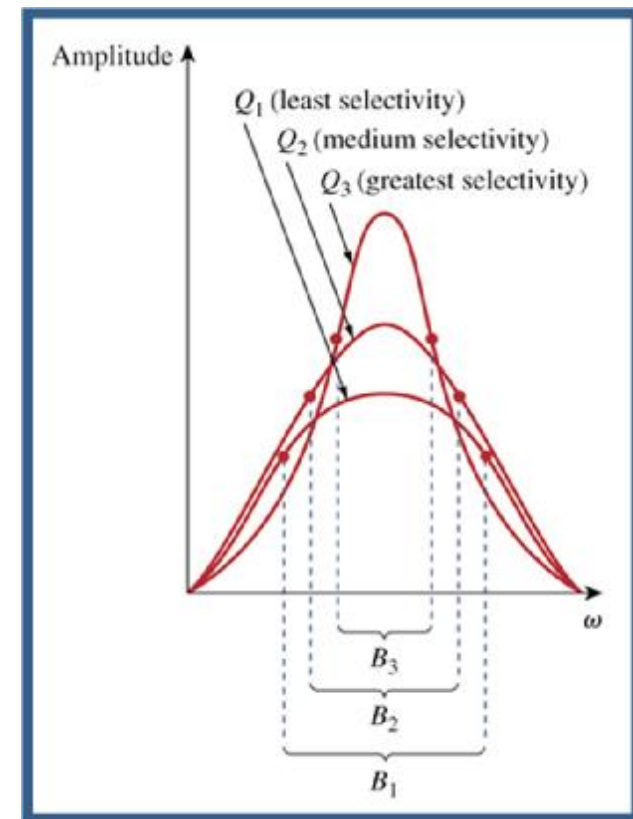 Amplitude
Q₁ (least selectivity)
Q₂ (medium selectivity)
Q₃ (greatest selectivity)
ω
B₃
B₂
B₁